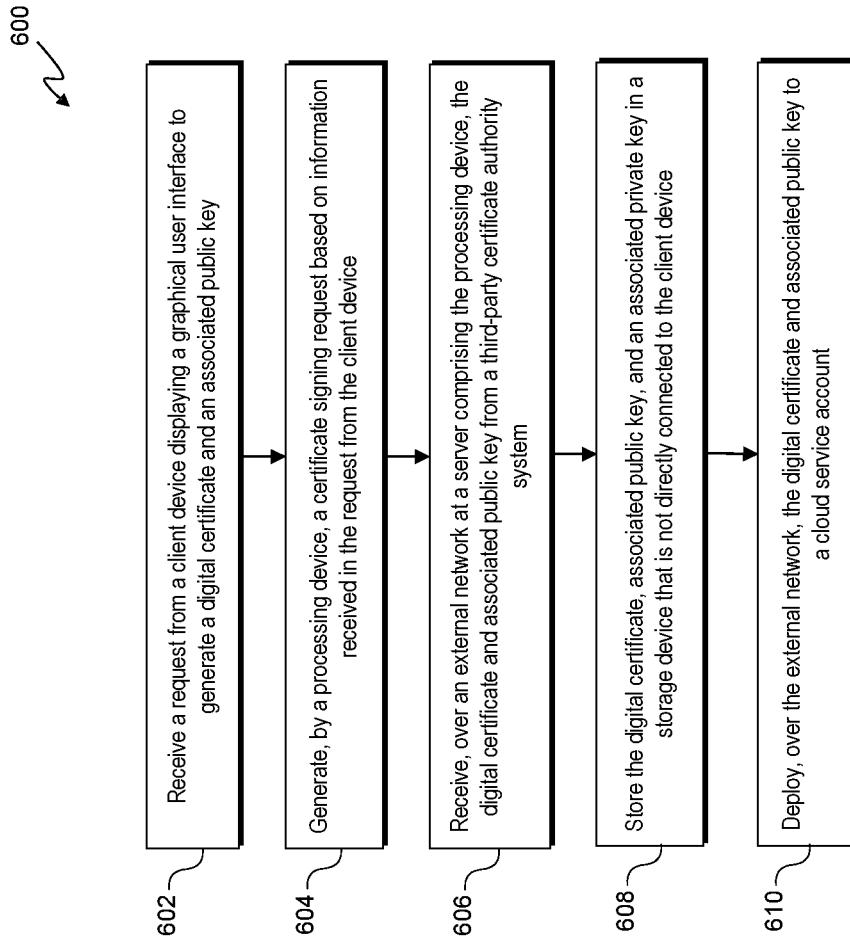 600
602
Receive a request from a client device displaying a graphical user interface to
generate a digital certificate and an associated public key
604
Generate, by a processing device, a certificate signing request based on information
received in the request from the client device
606
Receive, over an external network at a server comprising the processing device, the
digital certificate and associated public key from a third-party certificate authority
system
608
Store the digital certificate, associated public key, and an associated private key in a
storage device that is not directly connected to the client device
610
Deploy, over the external network, the digital certificate and associated public key to
a cloud service account